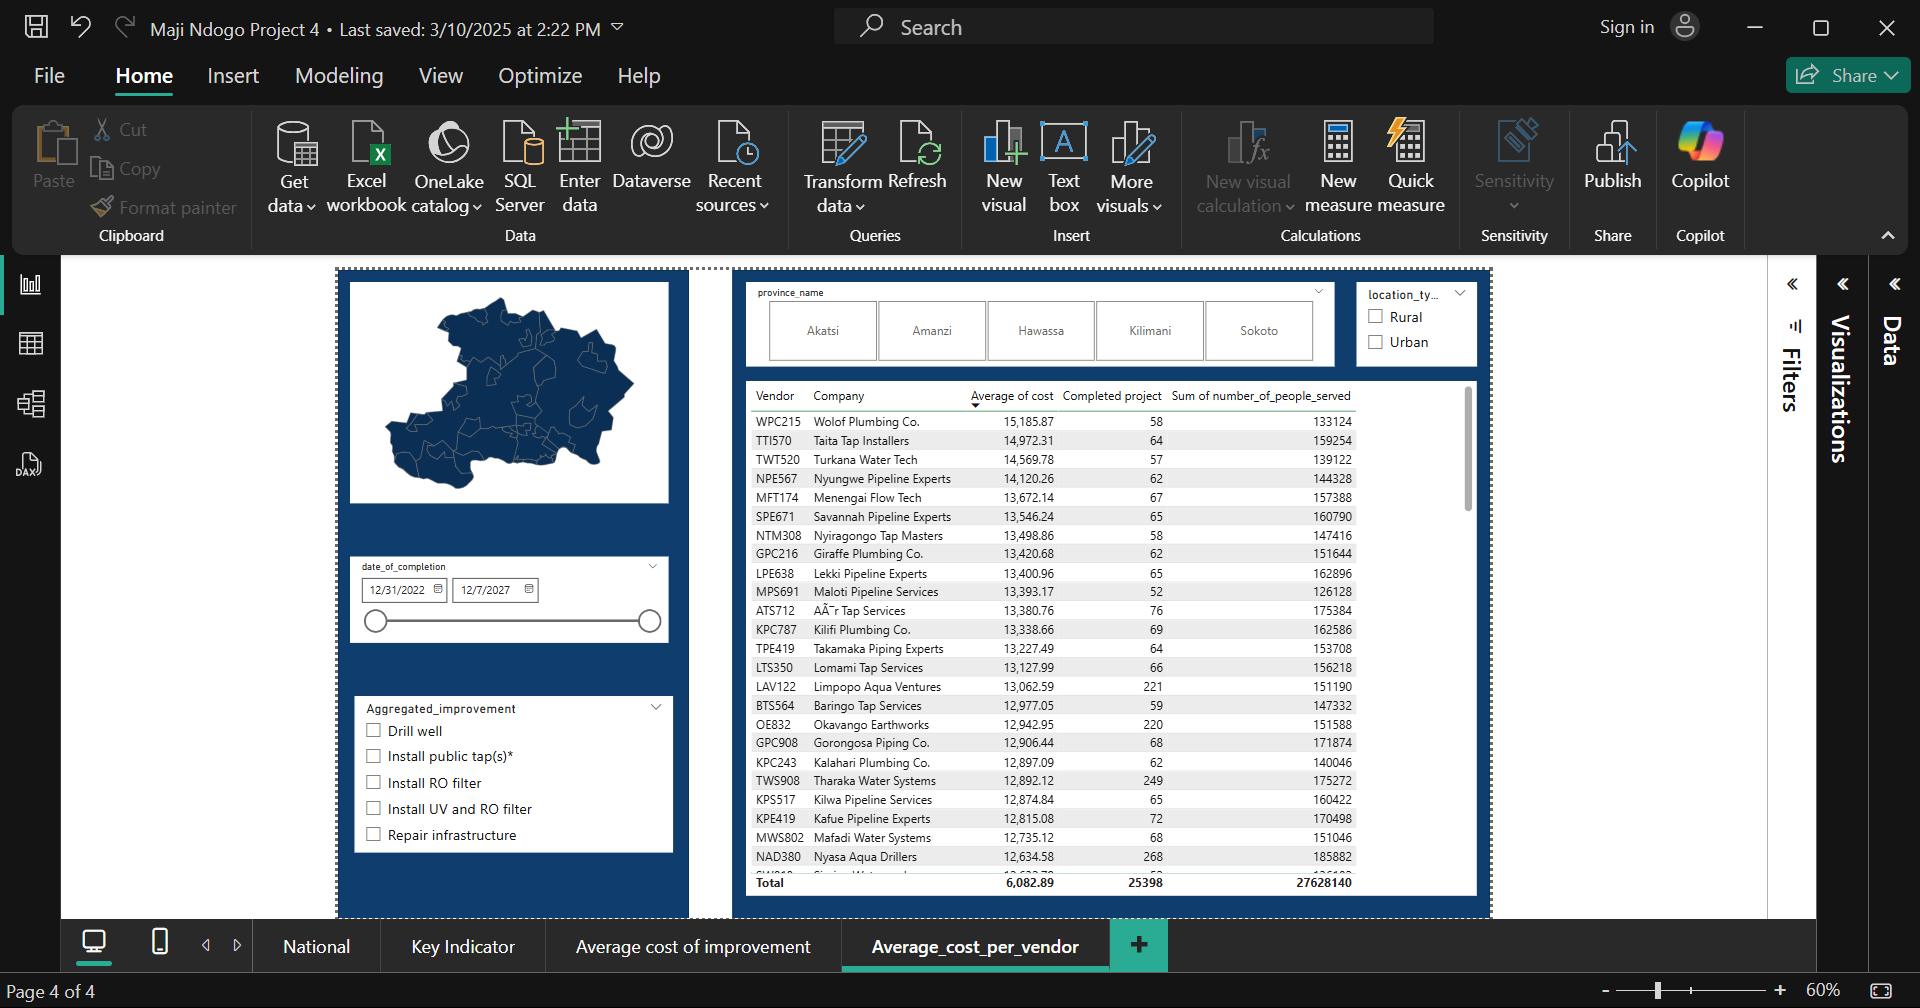 Maji Ndogo Project 4 • Last saved: 3/10/2025 at 2:22 PM
Search
Sign in
File Home Insert Modeling View Optimize Help
Share
Paste
Cut
Copy
Format painter
Clipboard
Get data
Excel workbook
OneLake catalog
SQL Server
Enter data
Dataverse
Recent sources
Data
Transform data
Refresh
Queries
New visual
Text box
More visuals
Insert
New visual calculation
New measure
Quick measure
Calculations
Sensitivity
Sensitivity
Publish
Share
Copilot
Copilot
DAX
date_of_completion
12/31/2022 12/7/2027
Aggregated_improvement
Drill well
Install public tap(s)*
Install RO filter
Install UV and RO filter
Repair infrastructure
province_name
Akatsi Amanzi Hawassa Kilimani Sokoto
location_ty...
Rural
Urban
Vendor Company Average of cost Completed project Sum of number_of_people_served
WPC215 Wolof Plumbing Co. 15,185.87 58 133124
TTI570 Taita Tap Installers 14,972.31 64 159254
TWT520 Turkana Water Tech 14,569.78 57 139122
NPE567 Nyungwe Pipeline Experts 14,120.26 62 144328
MFT174 Menengai Flow Tech 13,672.14 67 157388
SPE671 Savannah Pipeline Experts 13,546.24 65 160790
NTM308 Nyiragongo Tap Masters 13,498.86 58 147416
GPC216 Giraffe Plumbing Co. 13,420.68 62 151644
LPE638 Lekki Pipeline Experts 13,400.96 65 162896
MPS691 Maloti Pipeline Services 13,393.17 52 126128
ATS712 AÃ¯r Tap Services 13,380.76 76 175384
KPC787 Kilifi Plumbing Co. 13,338.66 69 162586
TPE419 Takamaka Piping Experts 13,227.49 64 153708
LTS350 Lomami Tap Services 13,127.99 66 156218
LAV122 Limpopo Aqua Ventures 13,062.59 221 151190
BTS564 Baringo Tap Services 12,977.05 59 147332
OE832 Okavango Earthworks 12,942.95 220 151588
GPC908 Gorongosa Piping Co. 12,906.44 68 171874
KPC243 Kalahari Plumbing Co. 12,897.09 62 140046
TWS908 Tharaka Water Systems 12,892.12 249 175272
KPS517 Kilwa Pipeline Services 12,874.84 65 160422
KPE419 Kafue Pipeline Experts 12,815.08 72 170498
MWS802 Mafadi Water Systems 12,735.12 68 151046
NAD380 Nyasa Aqua Drillers 12,634.58 268 185882
Total 6,082.89 25398 27628140
Filters
Visualizations
Data
National Key Indicator Average cost of improvement Average_cost_per_vendor +
Page 4 of 4
- + 60%